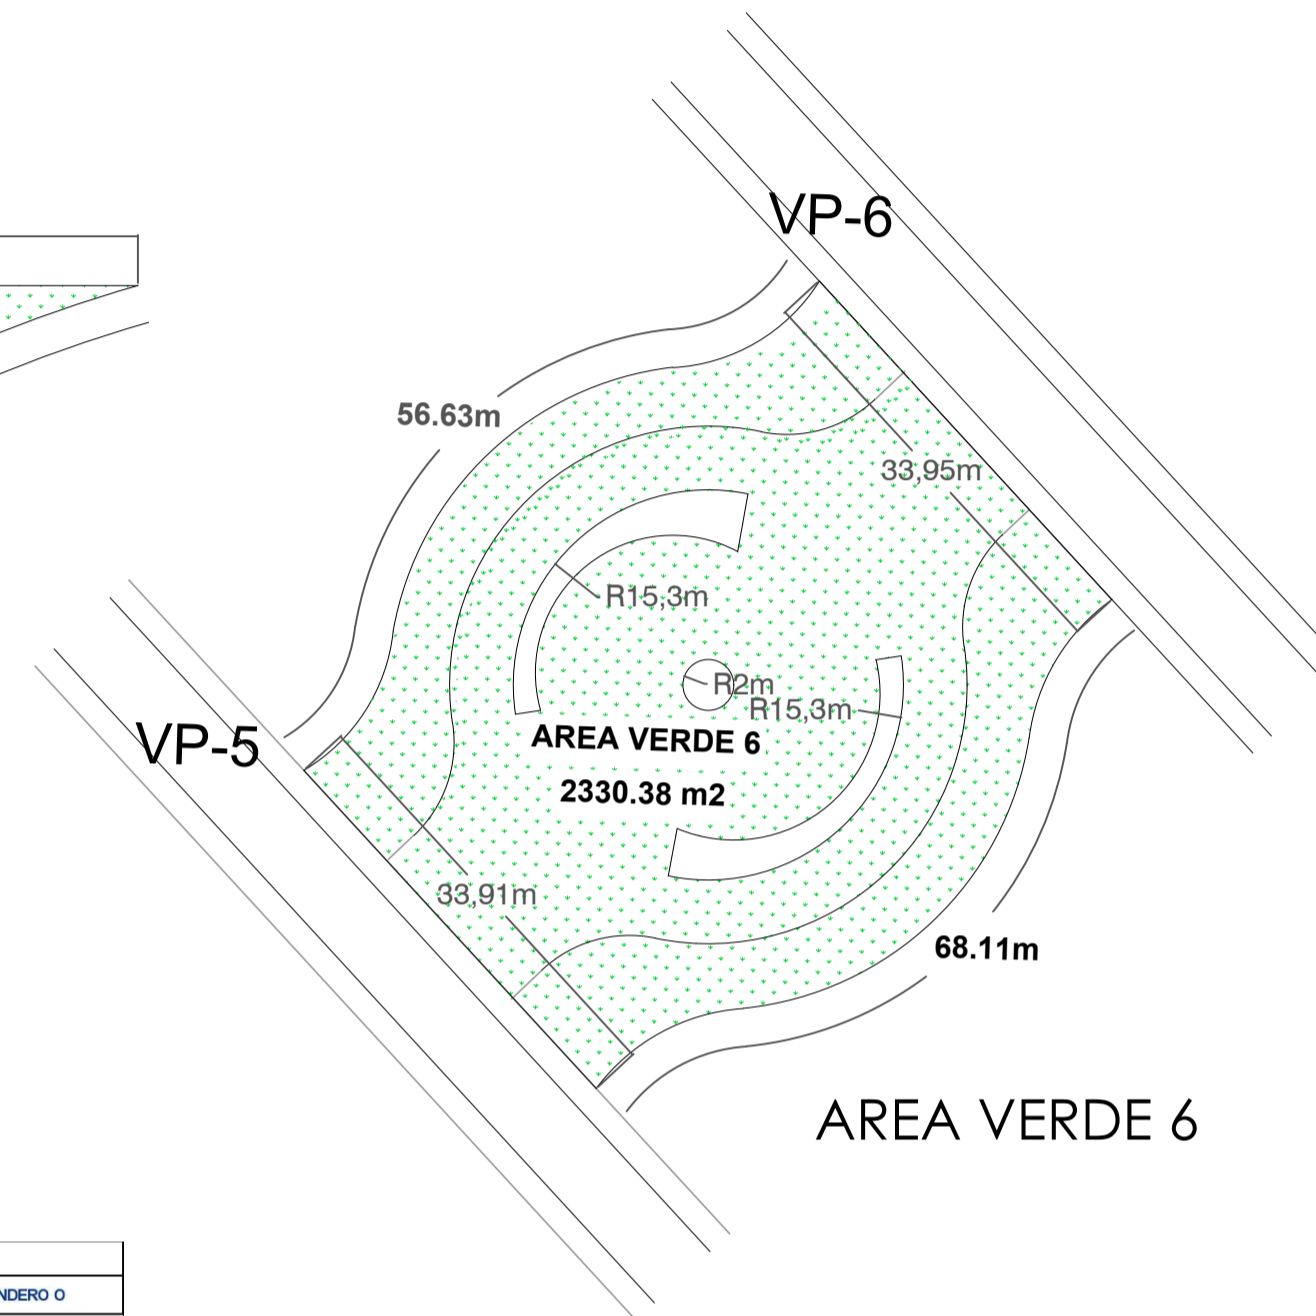 VP-6
56.63m
33,95m
R15,3m
R2m
R15,3m
VP-5
AREA VERDE 6
2330.38 m2
33,91m
68.11m
AREA VERDE 6
NDERO O